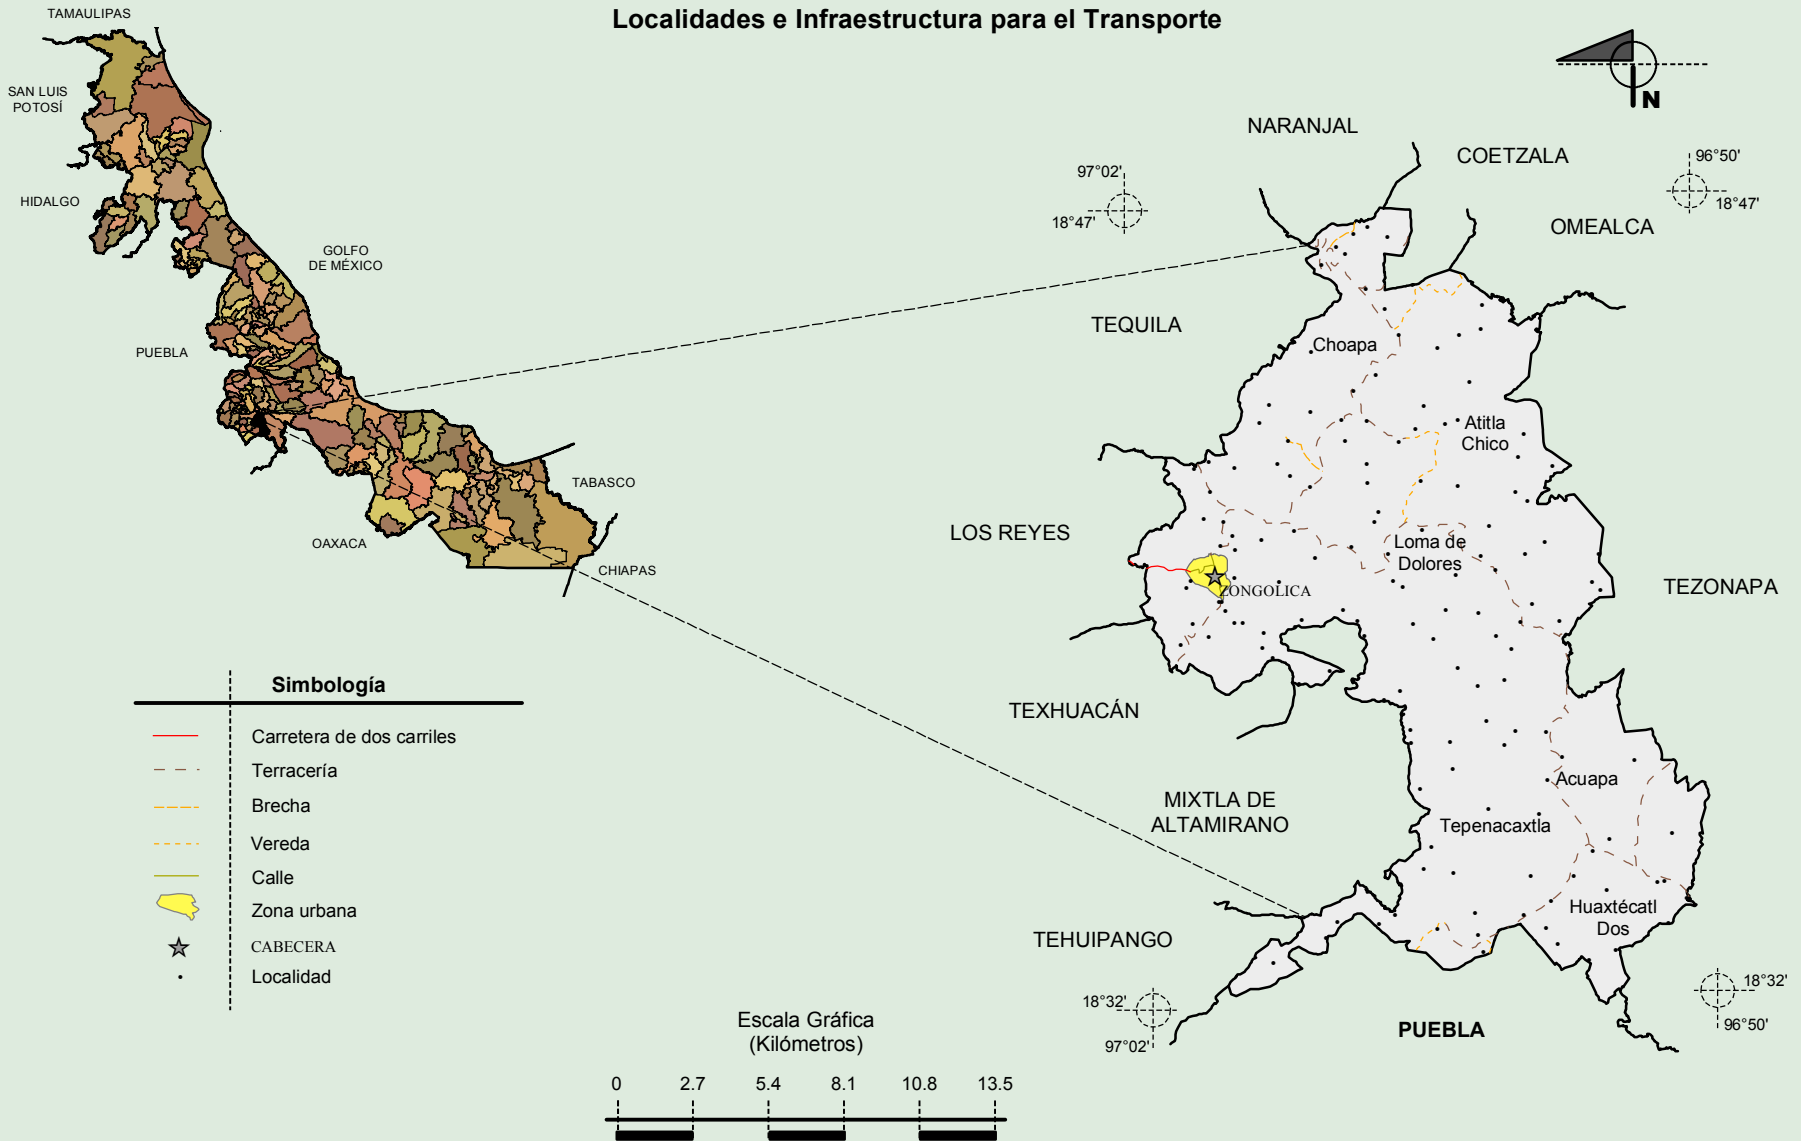 Localidades e Infraestructura para el Transporte
TAMAULIPAS
SAN LUIS
POTOSÍ
HIDALGO
GOLFO
DE MÉXICO
PUEBLA
OAXACA
TABASCO
CHIAPAS
N
NARANJAL
COETZALA
OMEALCA
97°02'
18°47'
96°50'
18°47'
TEQUILA
Choapa
Atitla
Chico
LOS REYES
Loma de
Dolores
ZONGOLICA
TEZONAPA
TEXHUACÁN
MIXTLA DE
ALTAMIRANO
Acuapa
Tepenacaxtla
Huaxtécatl
Dos
TEHUIPANGO
18°32'
97°02'
PUEBLA
18°32'
96°50'
Simbología
Carretera de dos carriles
Terracería
Brecha
Vereda
Calle
Zona urbana
CABECERA
Localidad
Escala Gráfica
(Kilómetros)
0 2.7 5.4 8.1 10.8 13.5